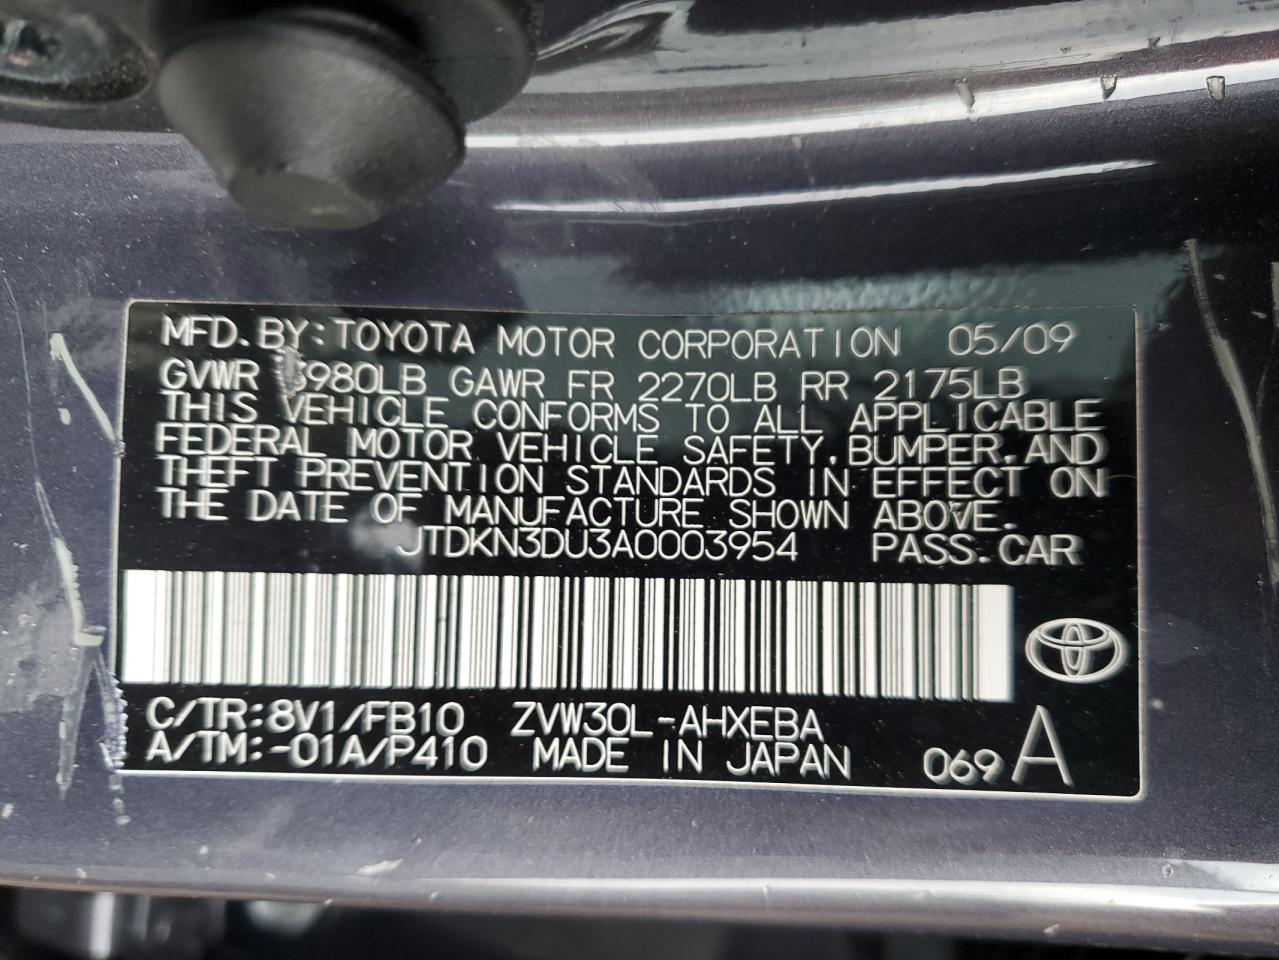 MFD. BY: TOYOTA MOTOR CORPORATION 05/09
GVWR 3980LB GAWR FR 2270LB RR 2175LB
THIS VEHICLE CONFORMS TO ALL APPLICABLE
FEDERAL MOTOR VEHICLE SAFETY, BUMPER, AND
THEFT PREVENTION STANDARDS IN EFFECT ON
THE DATE OF MANUFACTURE SHOWN ABOVE.
JTDKN3DU3A0003954 PASS. CAR
C/TR: 8V1/FB10 ZVW30L-AHXEBA
A/TM: -01A/P410 MADE IN JAPAN 069 A